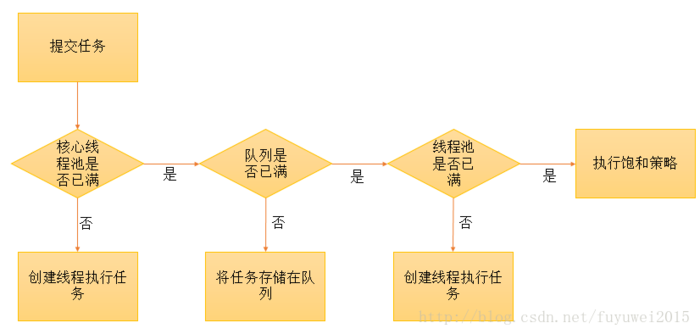 提交任务
核心线
程池是
否已满
是
队列是
否已满
是
线程池
是否已
满
是
执行饱和策略
否
否
否
创建线程执行任
务
将任务存储在队
列
创建线程执行任
务
http://blog.csdn.net/fuyuwei2015